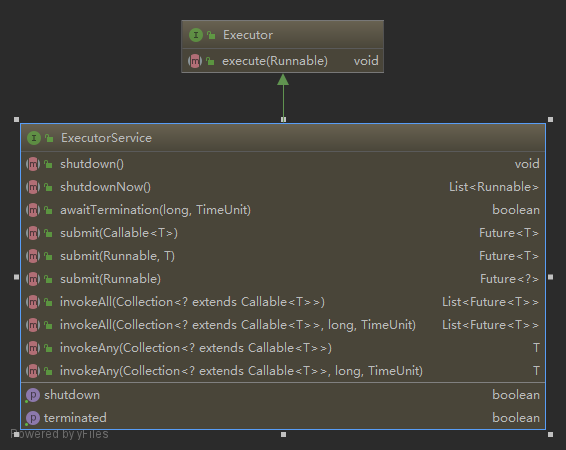 I Executor
m execute(Runnable) void
I ExecutorService
m shutdown() void
m shutdownNow() List<Runnable>
m awaitTermination(long, TimeUnit) boolean
m submit(Callable<T>) Future<T>
m submit(Runnable, T) Future<T>
m submit(Runnable) Future<?>
m invokeAll(Collection<? extends Callable<T>>) List<Future<T>>
m invokeAll(Collection<? extends Callable<T>>, long, TimeUnit) List<Future<T>>
m invokeAny(Collection<? extends Callable<T>>) T
m invokeAny(Collection<? extends Callable<T>>, long, TimeUnit) T
p shutdown boolean
p terminated boolean
Powered by yFiles